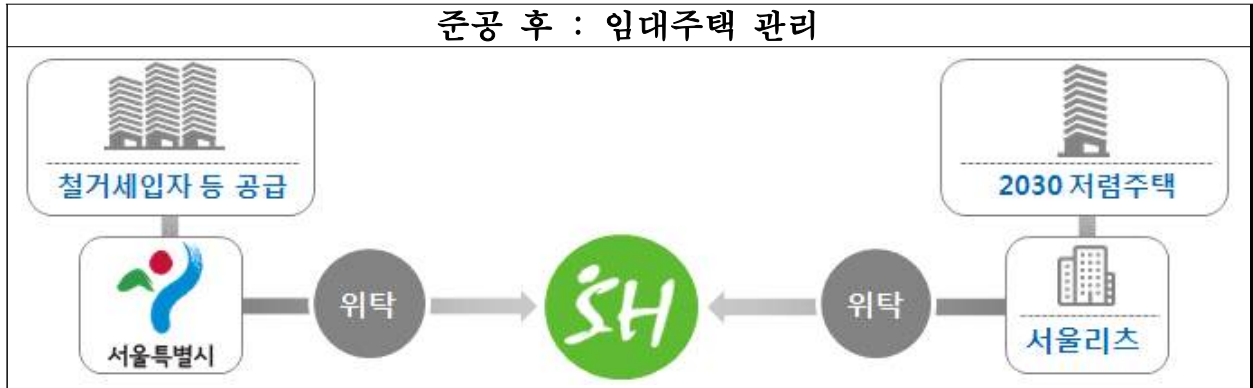 준공 후 : 임대주택 관리
철거세입자 등 공급
2030 저렴주택
서울특별시
위탁
SH
위탁
서울리츠